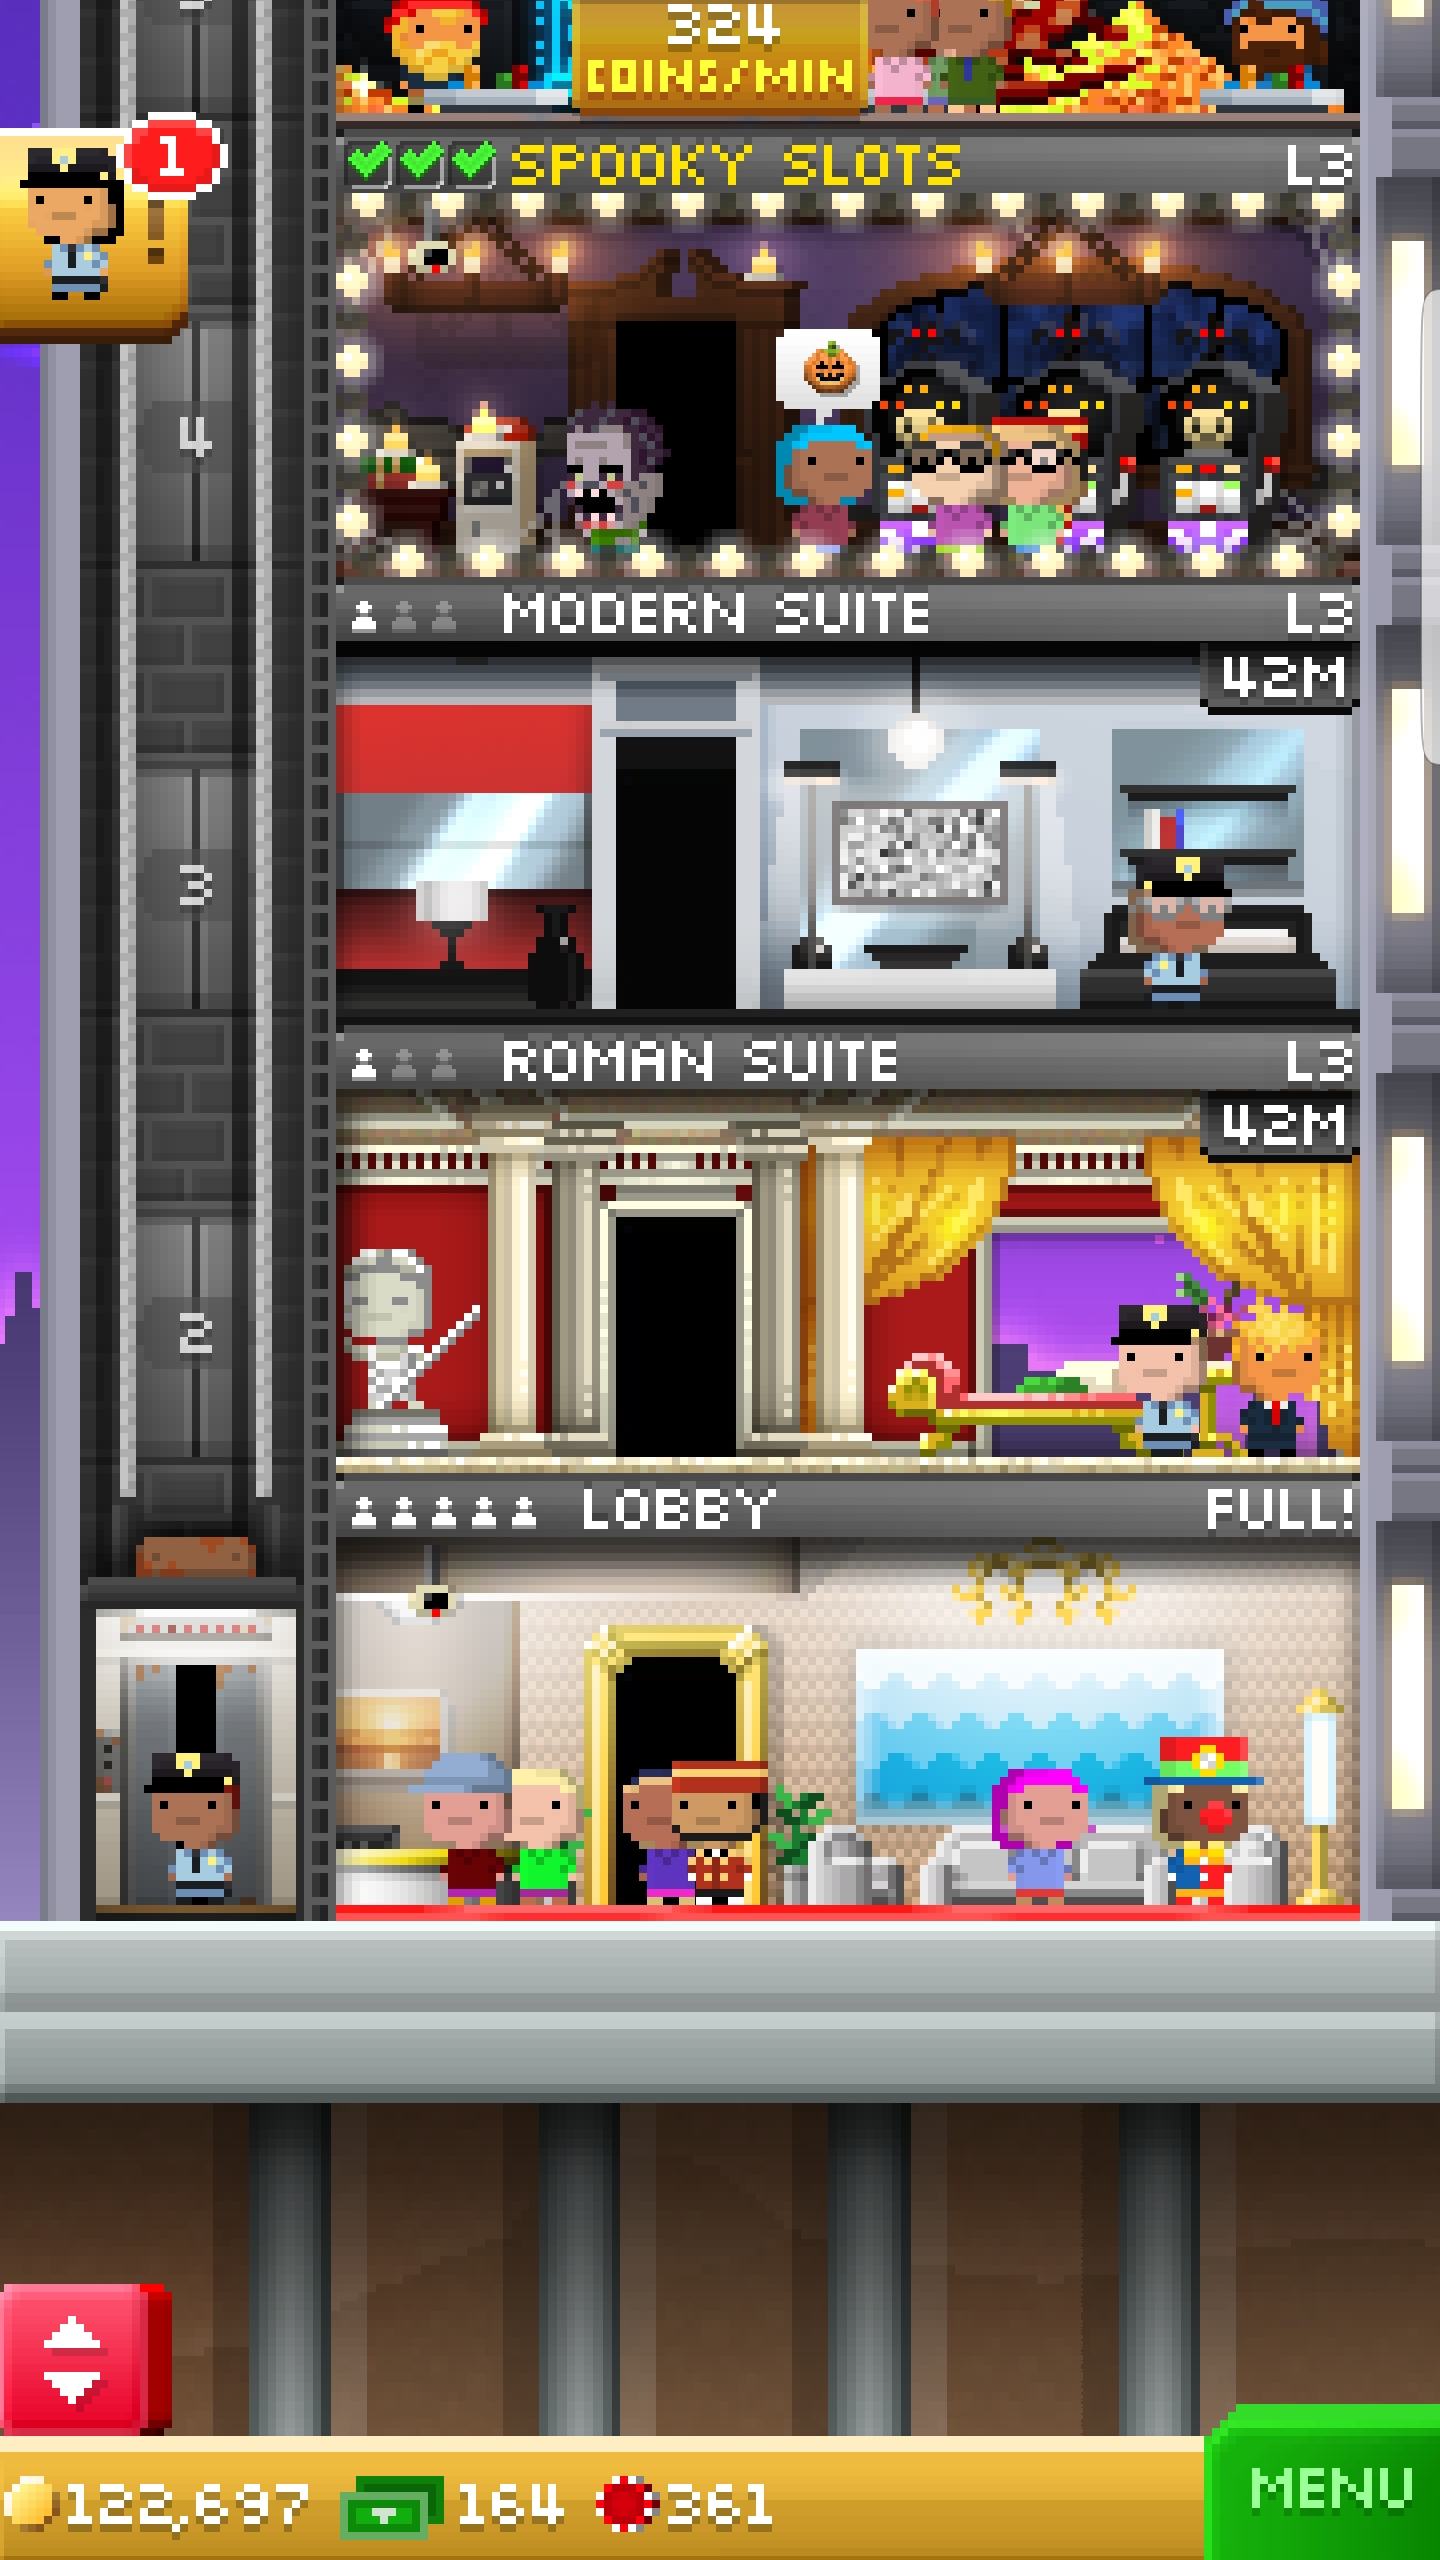 324
COINS/MIN
1
!
SPOOKY SLOTS L3
4
MODERN SUITE L3
42M
3
ROMAN SUITE L3
42M
2
LOBBY FULL!
122,697 164 361
MENU